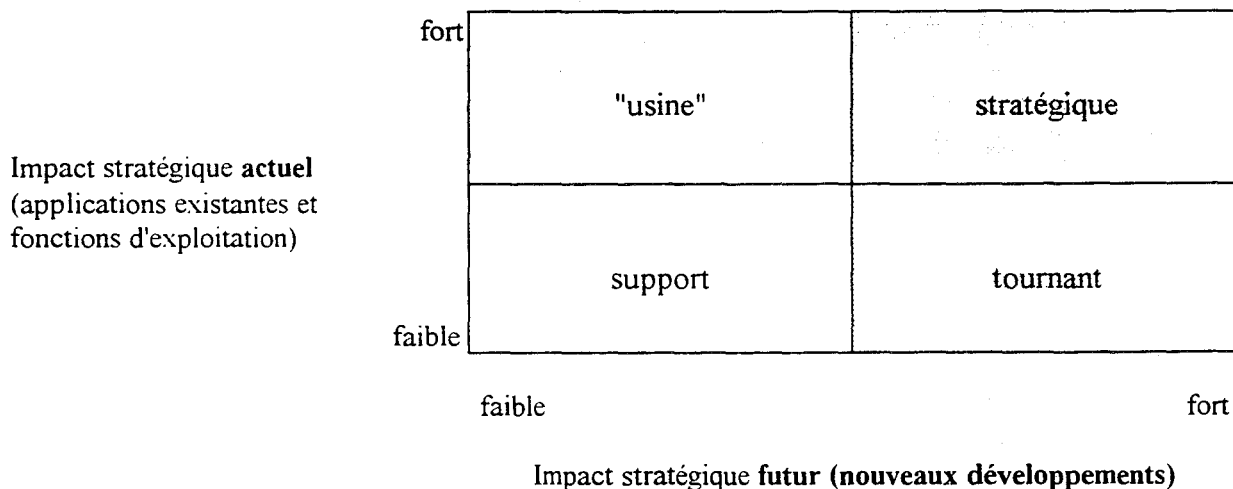 fort
"usine"
stratégique
Impact stratégique actuel
(applications existantes et
fonctions d'exploitation)
support
tournant
faible
faible
fort
Impact stratégique futur (nouveaux développements)